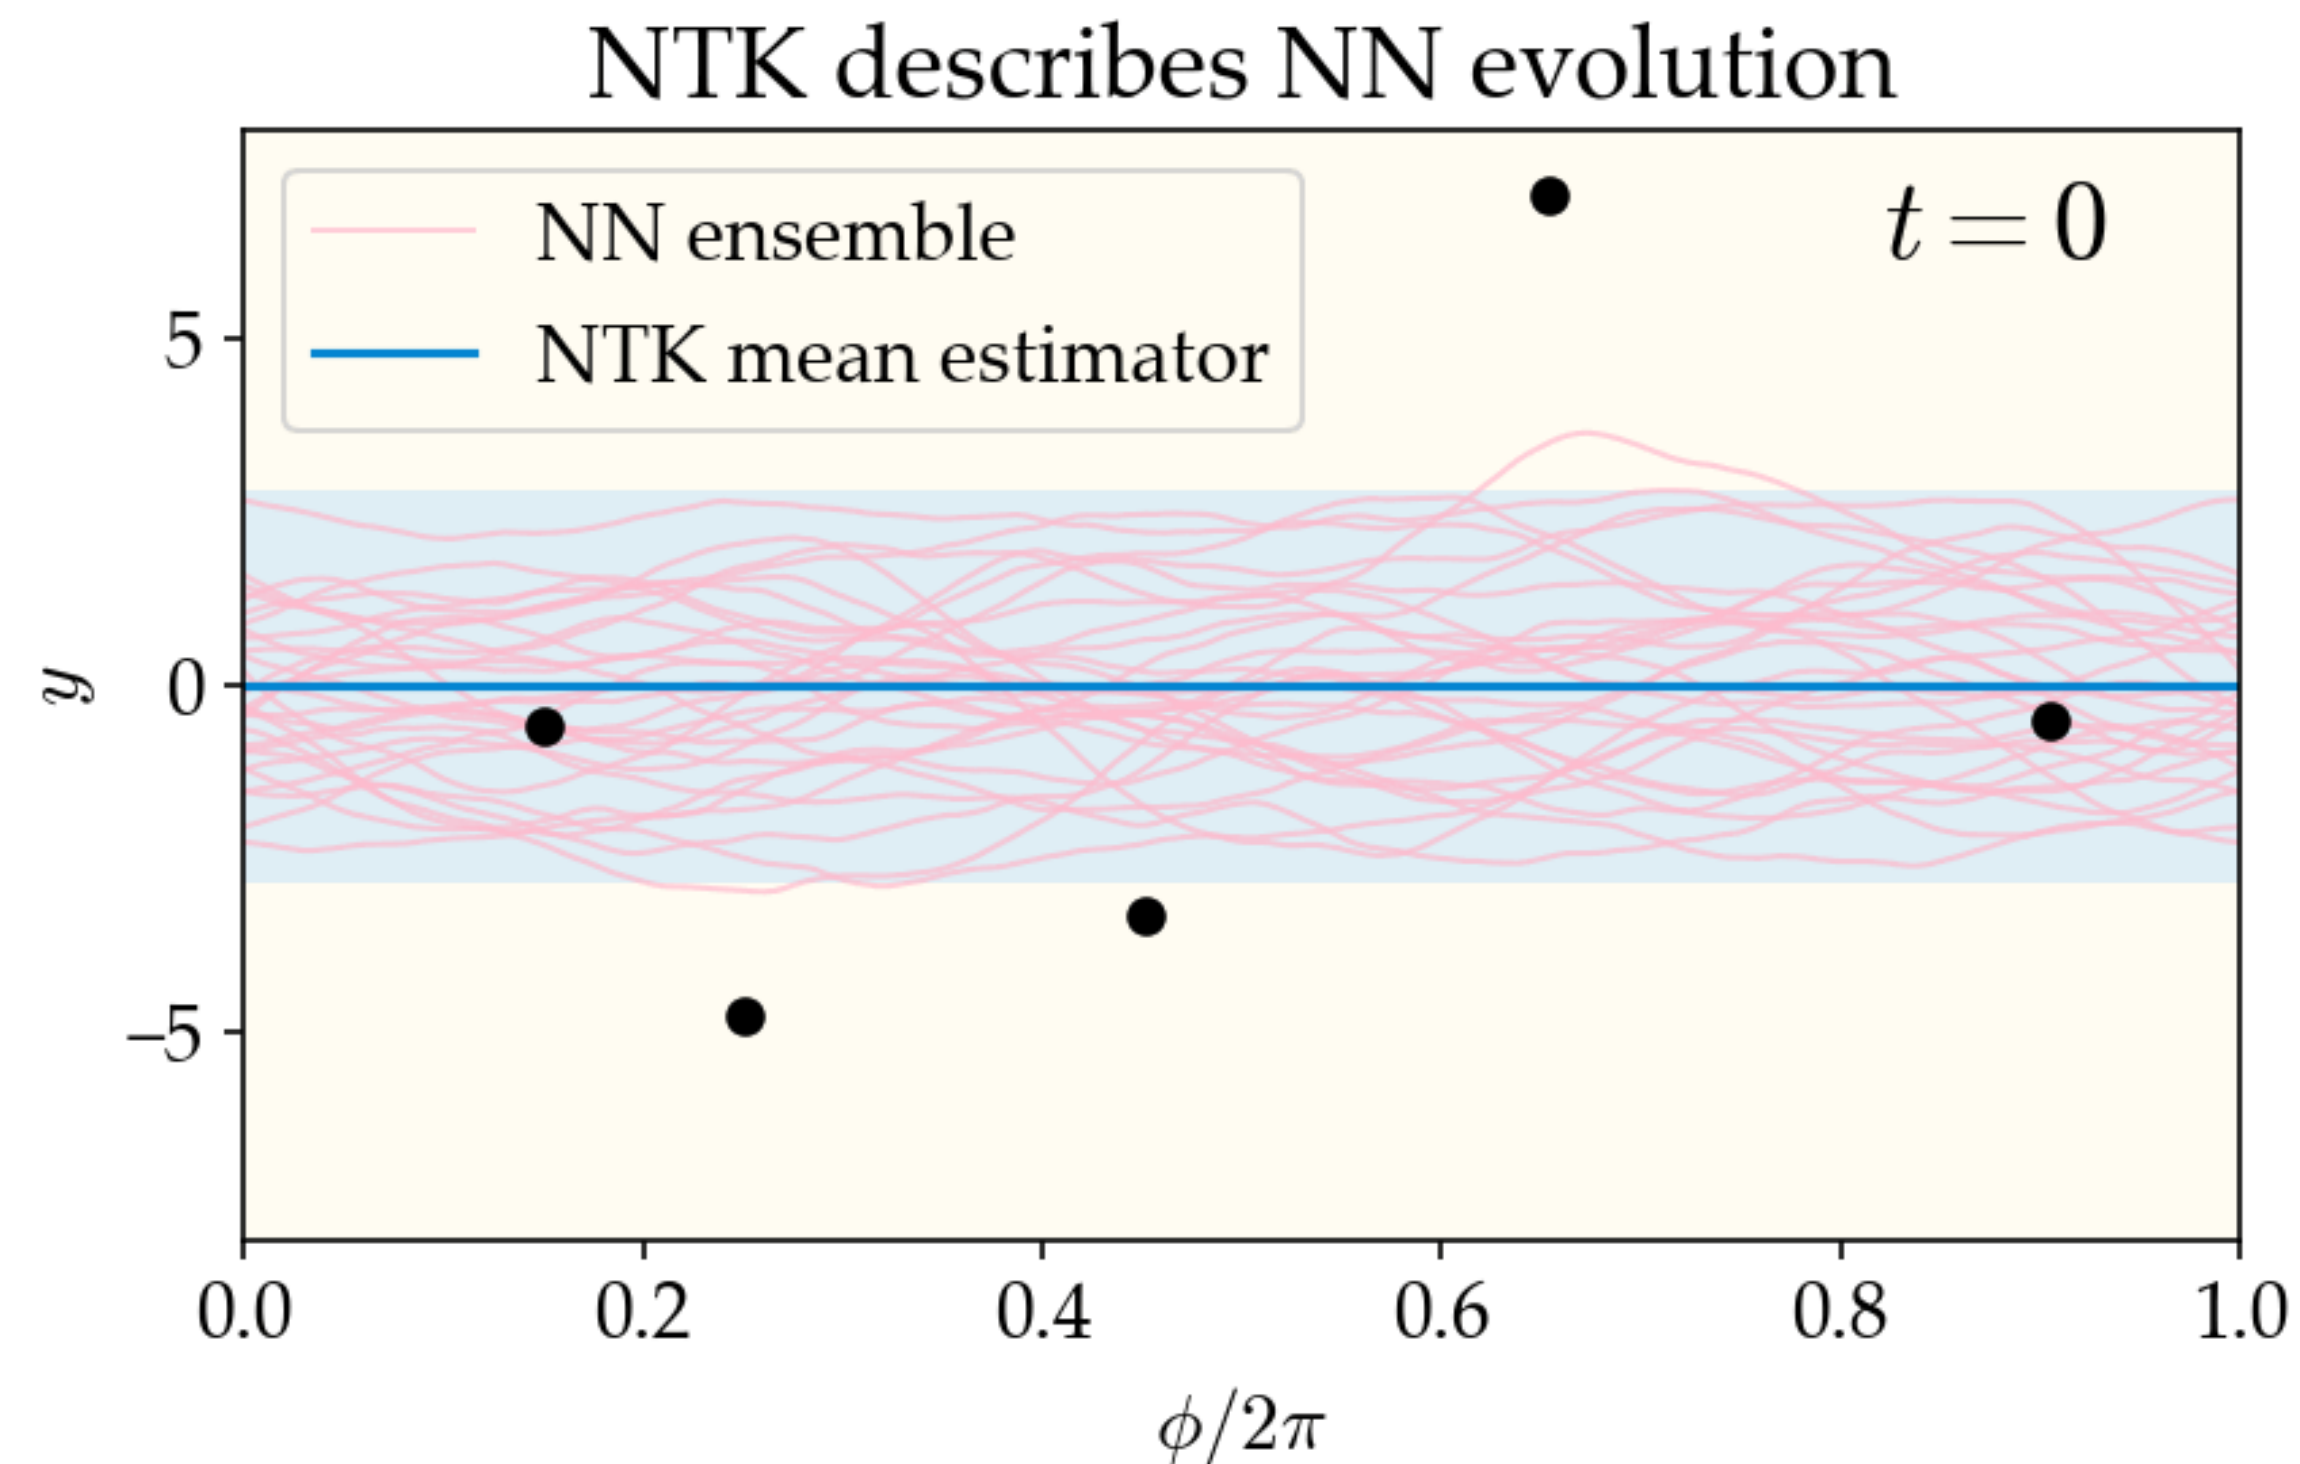 NTK describes NN evolution
NN ensemble
NTK mean estimator
t = 0
5
0
−5
y
0.0 0.2 0.4 0.6 0.8 1.0
ϕ/2π